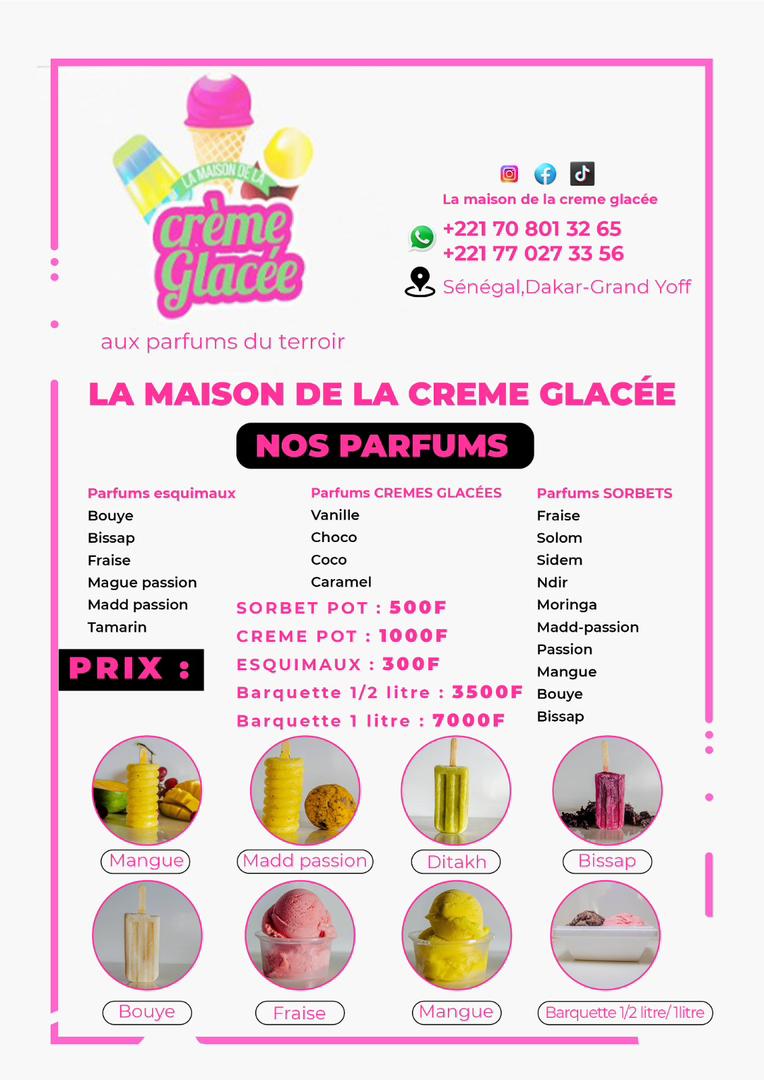 LA MAISON DE LA
crème
Glacée
aux parfums du terroir
La maison de la creme glacée
+221 70 801 32 65
+221 77 027 33 56
Sénégal,Dakar-Grand Yoff
LA MAISON DE LA CREME GLACÉE
NOS PARFUMS
Parfums esquimaux
Bouye
Bissap
Fraise
Mague passion
Madd passion
Tamarin
Parfums CREMES GLACÉES
Vanille
Choco
Coco
Caramel
Parfums SORBETS
Fraise
Solom
Sidem
Ndir
Moringa
Madd-passion
Passion
Mangue
Bouye
Bissap
PRIX :
SORBET POT : 500F
CREME POT : 1000F
ESQUIMAUX : 300F
Barquette 1/2 litre : 3500F
Barquette 1 litre : 7000F
Mangue
Madd passion
Ditakh
Bissap
Bouye
Fraise
Mangue
Barquette 1/2 litre/ 1litre